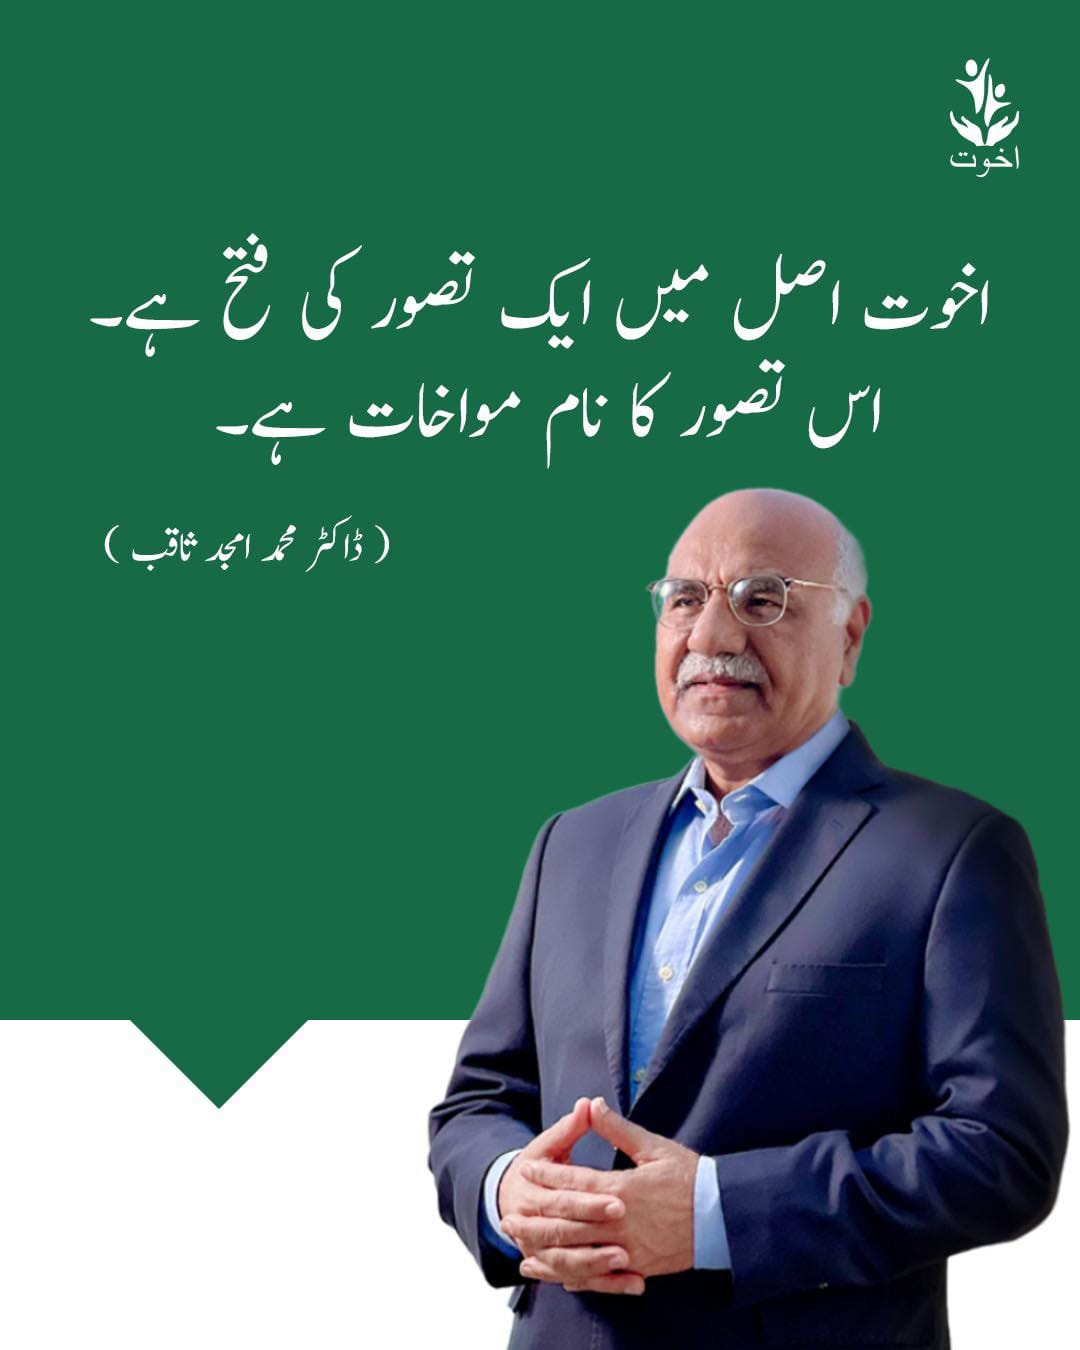 اخوت
اخوت اصل میں ایک تصور کی فتح ہے۔
اس تصور کا نام مواخات ہے۔
( ڈاکٹر محمد امجد ثاقب )